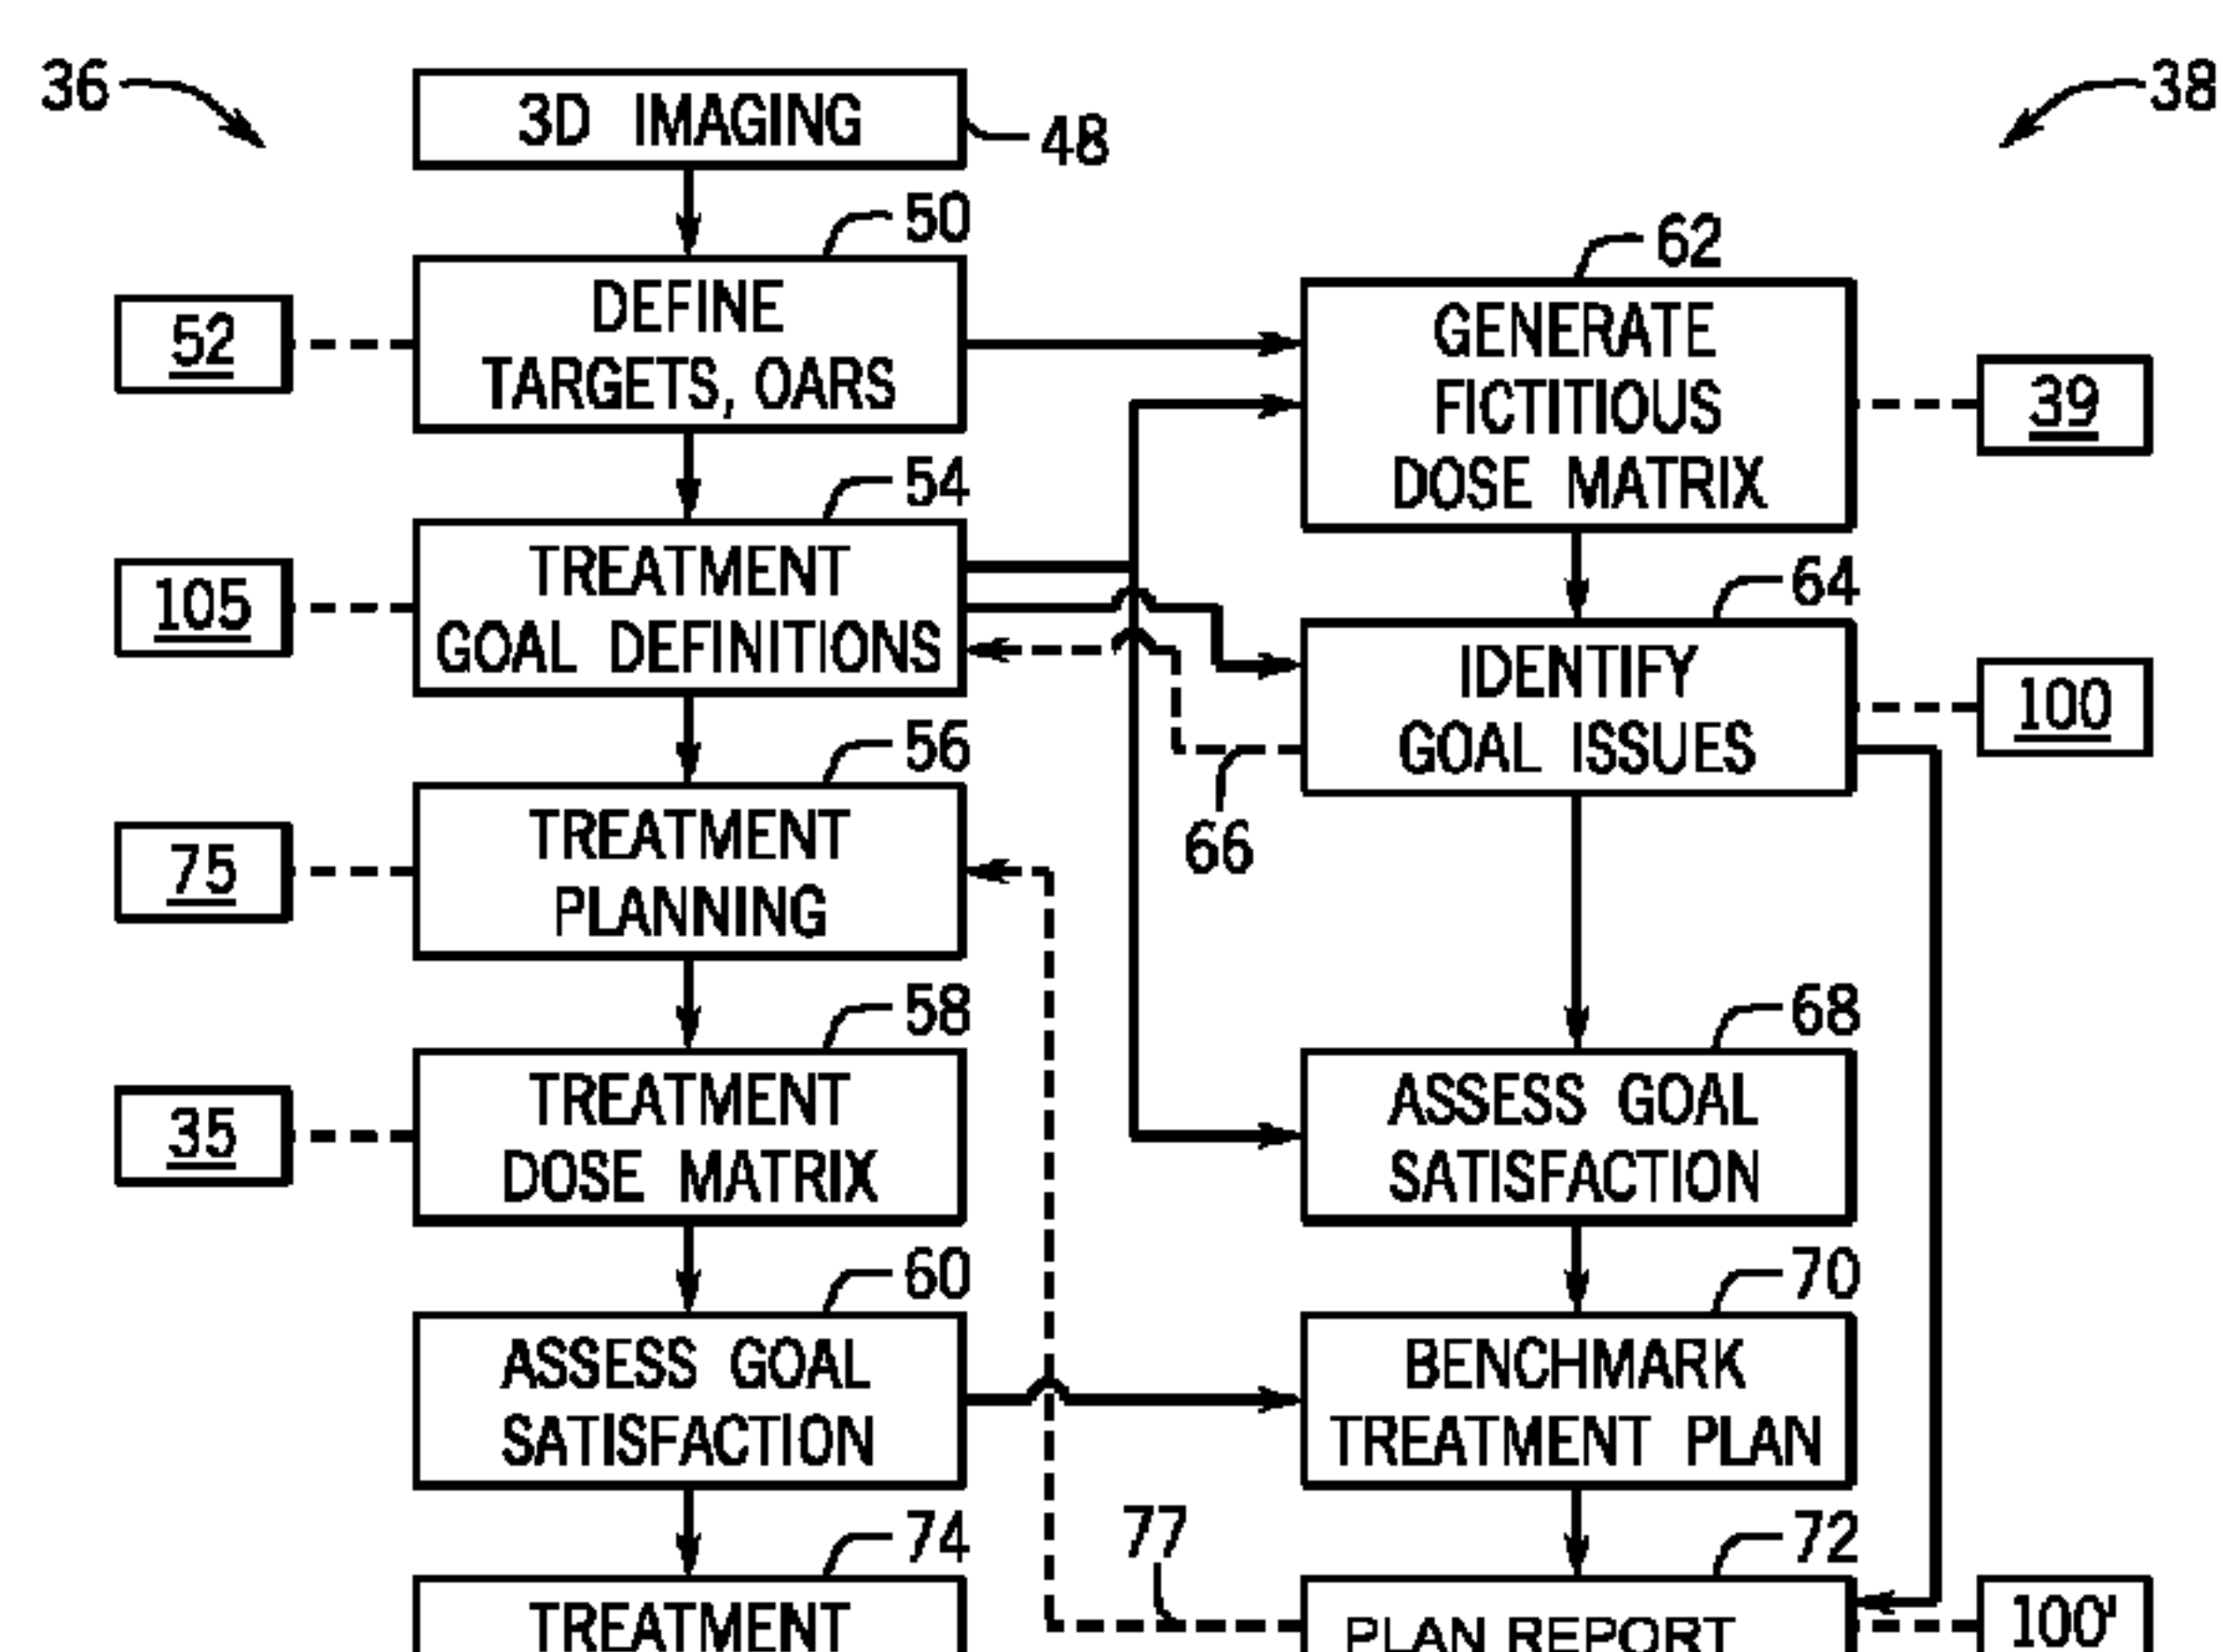 36
3D IMAGING
48
38
50
DEFINE
TARGETS, OARS
52
62
GENERATE
FICTITIOUS
DOSE MATRIX
39
54
TREATMENT
GOAL DEFINITIONS
105
64
IDENTIFY
GOAL ISSUES
100
66
56
TREATMENT
PLANNING
75
58
TREATMENT
DOSE MATRIX
35
68
ASSESS GOAL
SATISFACTION
60
ASSESS GOAL
SATISFACTION
70
BENCHMARK
TREATMENT PLAN
74
TREATMENT
77
72
PLAN REPORT
100'